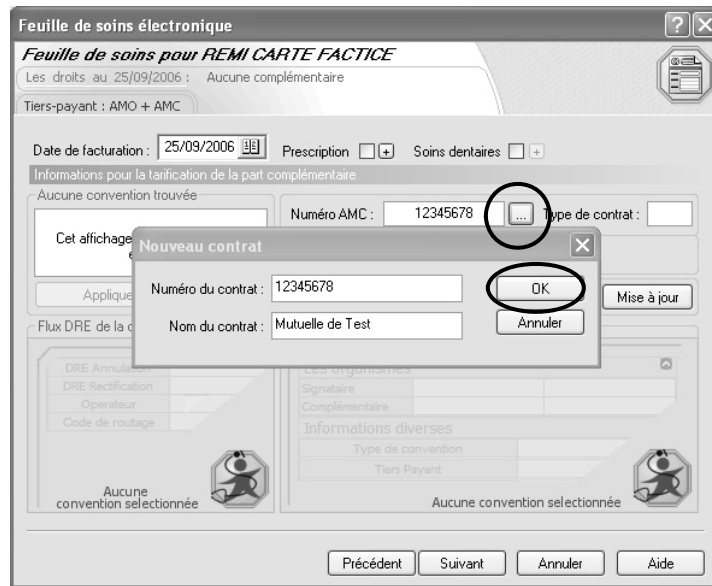 Feuille de soins électronique
Feuille de soins pour REMI CARTE FACTICE
Les droits au 25/09/2006 : Aucune complémentaire
Tiers-payant : AMO + AMC
Date de facturation : 25/09/2006 Prescription + Soins dentaires +
Informations pour la tarification de la part complémentaire
Aucune convention trouvée
Numéro AMC : 12345678 ... Type de contrat :
Cet affichage
Nouveau contrat
Numéro du contrat : 12345678 OK
Nom du contrat : Mutuelle de Test Annuler
Applique
Mise à jour
Flux DRE de la
DRE Annulation
DRE Rectification
Operateur
Code de routage
Aucune
convention selectionnée
Les organismes
Signataire
Complémentaire
Informations diverses
Type de convention
Tiers Payant
Aucune convention selectionnée
Précédent Suivant Annuler Aide